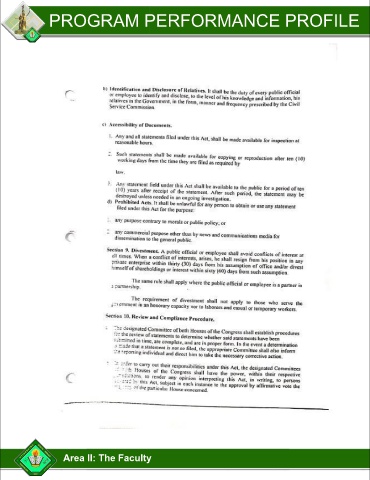 PROGRAM PERFORMANCE PROFILE
b) Identification and Disclosure of Relatives. It shall be the duty of every public official
or employee to identify and disclose, to the best of his knowledge and information, his
relatives in the Government, in the form, manner and frequency prescribed by the Civil
Service Commission.
c) Accessibility of Documents.
1. Any and all statements filed under this Act, shall be made available for inspection at
reasonable hours.
2. Such statements shall be made available for copying or reproduction after ten (10)
working days from the time they are filed as required by
law.
3. Any statement field under this Act shall be available to the public for a period of ten
(10) years after receipt of the statement. After such period, the statement may be
destroyed unless needed in an ongoing investigation.
d) Prohibited Acts. It shall be unlawful for any person to obtain or use any statement
filed under this Act for the purpose:
1. any purpose contrary to morals or public policy, or
2. any commercial purpose other than by news and communications media for
dissemination to the general public.
Section 9. Divestment. A public official or employee shall avoid conflicts of interest at
all times. When a conflict of interests, arises, he shall resign from his position in any
private enterprise within thirty (30) days from his assumption of office and/or divest
himself of shareholdings or interest within sixty (60) days from such assumption.
The same rule shall apply where the public official or employee is a partner in
a partnership.
The requirement of divestment shall not apply to those who serve the
government in an honorary capacity nor to laborers and casual or temporary workers.
Section 10. Review and Compliance Procedure.
The designated Committee of both Houses of the Congress shall establish procedures
for the review of statements to determine whether said statements have been
submitted in time, are complete, and are in proper form. In the event a determination
is made that a statement is not so filed, the appropriate Committee shall also inform
the reporting individual and direct him to take the necessary corrective action.
In order to carry out their responsibilities under this Act, the designated Committees
Houses of the Congress shall have the power, within their respective
to render any opinion interpreting this Act, in writing, to persons
by this Act, subject in each instance to the approval by affirmative vote the
of the particular House concerned.
Area II: The Faculty